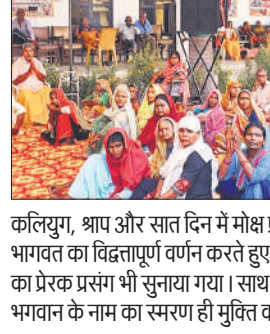 कलियुग, श्राप और सात दिन में मोक्ष
भागवत का विद्वत्तापूर्ण वर्णन करते हुए
का प्रेरक प्रसंग भी सुनाया गया। साथ
भगवान के नाम का स्मरण ही मुक्ति